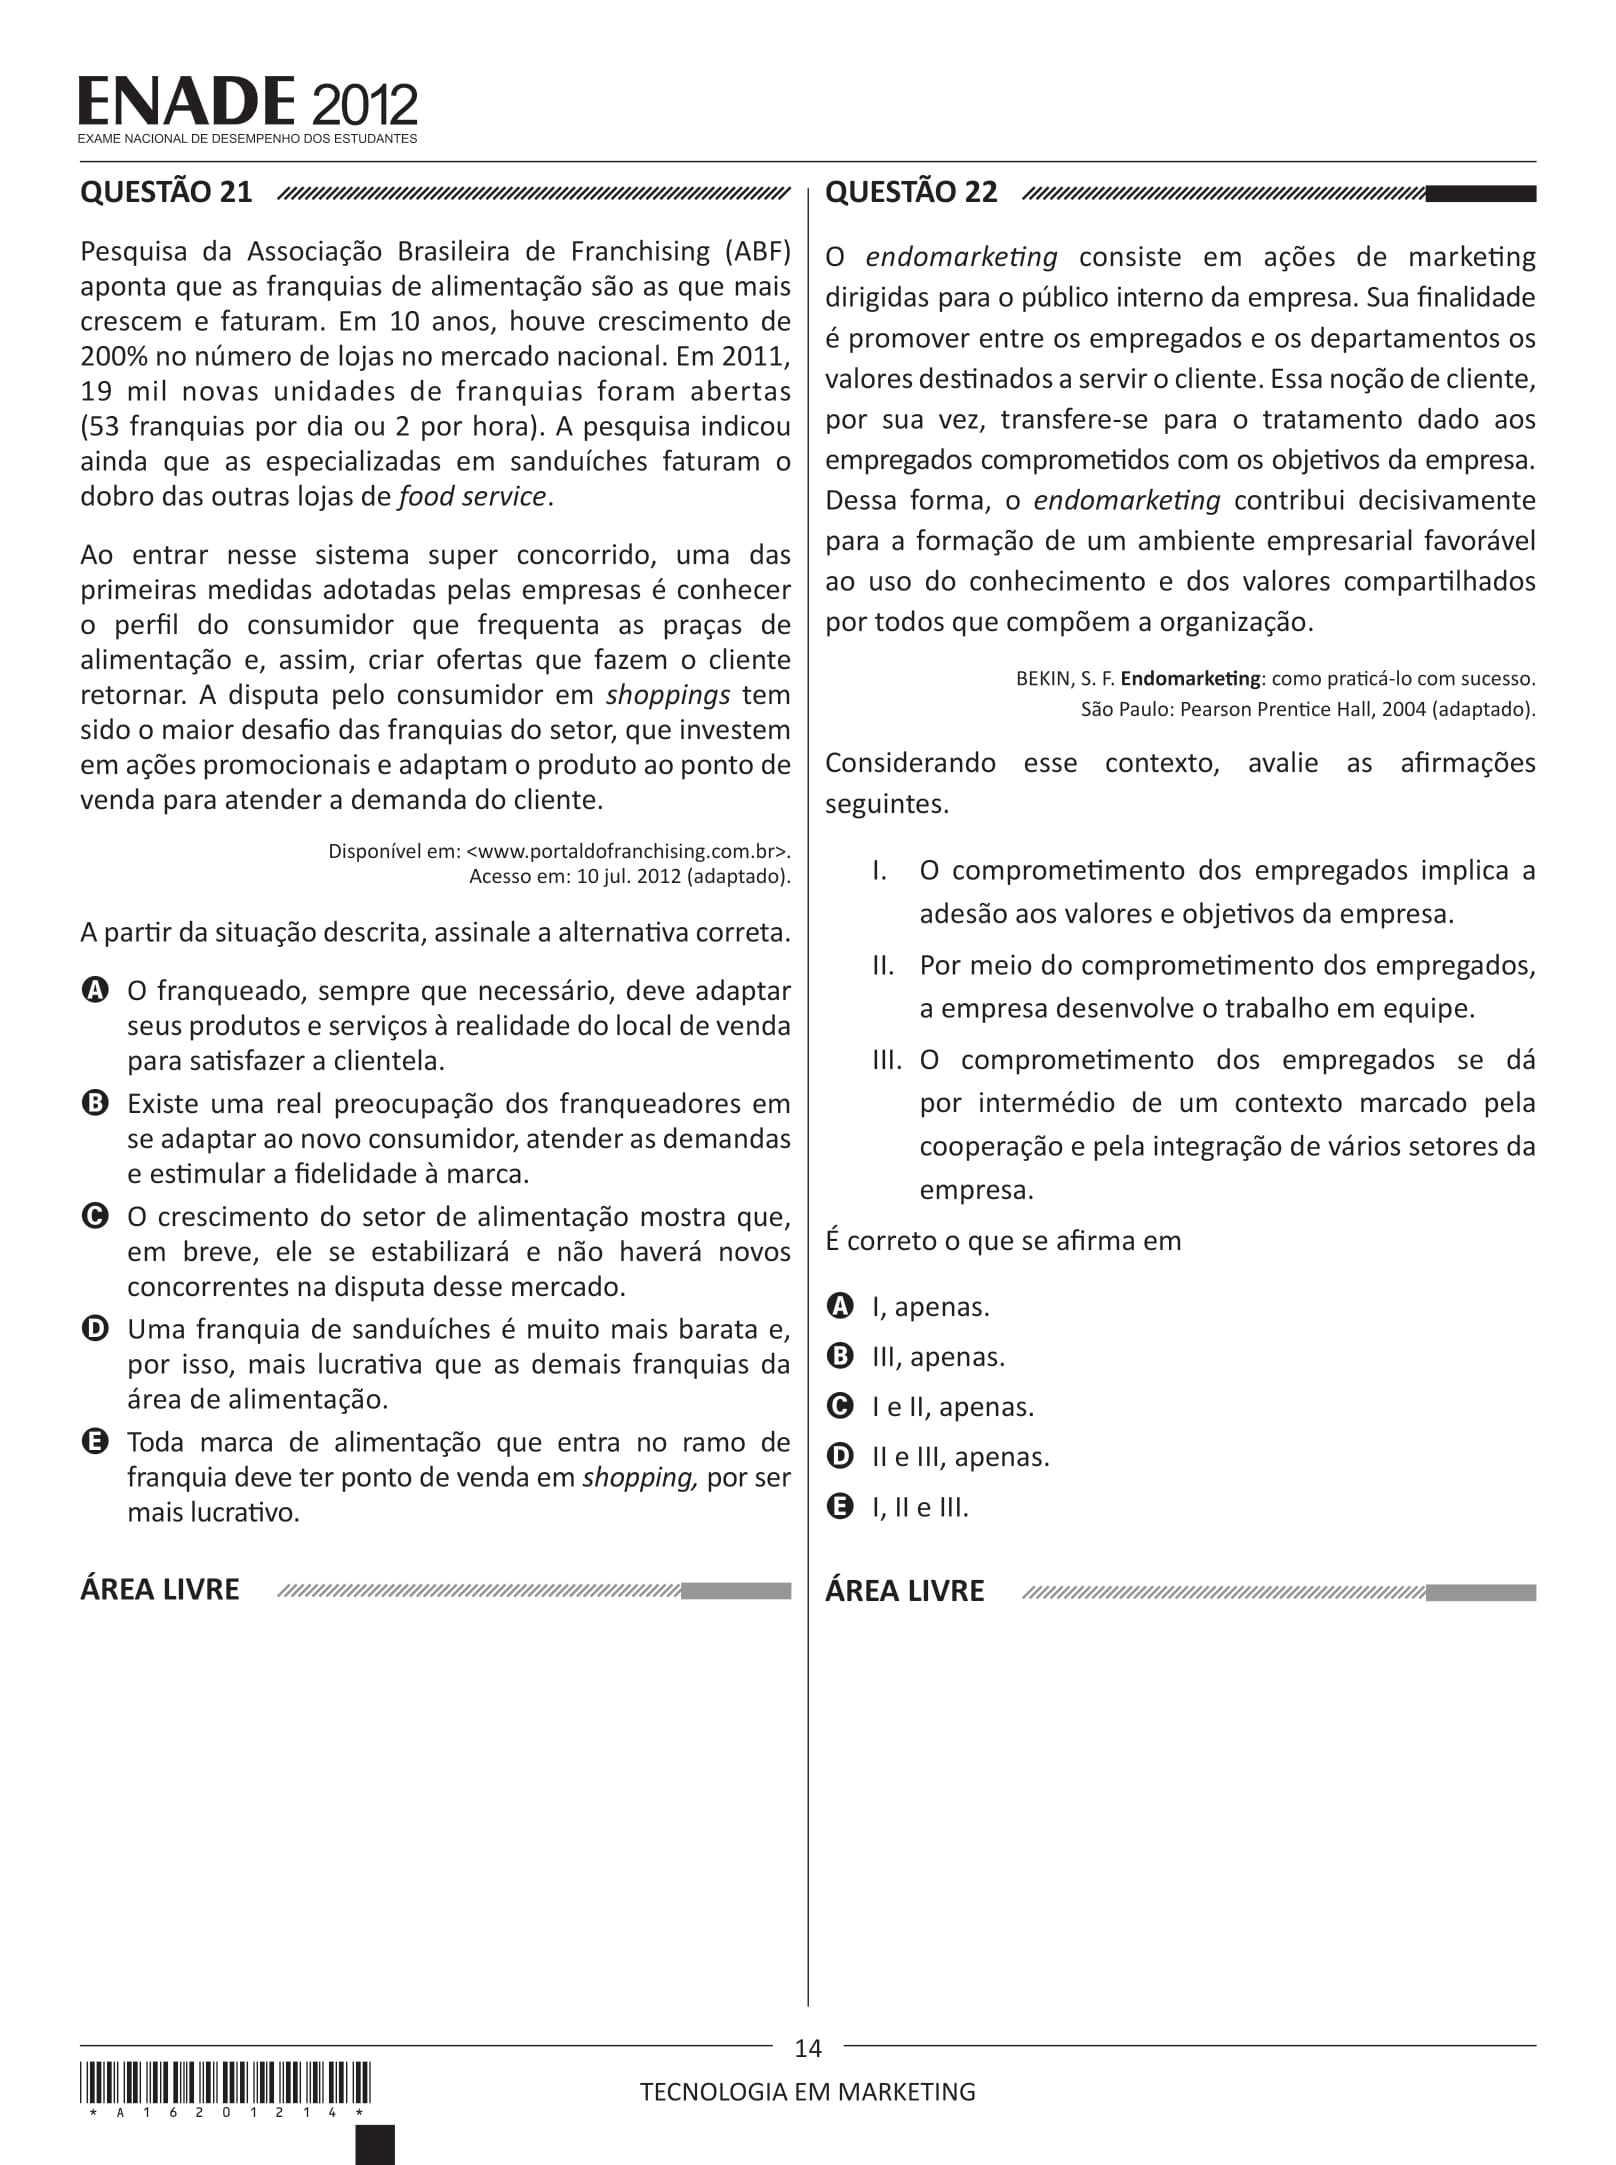 ENADE 2012
EXAME NACIONAL DE DESEMPENHO DOS ESTUDANTES
QUESTÃO 21
Pesquisa da Associação Brasileira de Franchising (ABF)
aponta que as franquias de alimentação são as que mais
crescem e faturam. Em 10 anos, houve crescimento de
200% no número de lojas no mercado nacional. Em 2011,
19 mil novas unidades de franquias foram abertas
(53 franquias por dia ou 2 por hora). A pesquisa indicou
ainda que as especializadas em sanduíches faturam o
dobro das outras lojas de food service.
Ao entrar nesse sistema super concorrido, uma das
primeiras medidas adotadas pelas empresas é conhecer
o perfil do consumidor que frequenta as praças de
alimentação e, assim, criar ofertas que fazem o cliente
retornar. A disputa pelo consumidor em shoppings tem
sido o maior desafio das franquias do setor, que investem
em ações promocionais e adaptam o produto ao ponto de
venda para atender a demanda do cliente.
Disponível em: <www.portaldofranchising.com.br>.
Acesso em: 10 jul. 2012 (adaptado).
A partir da situação descrita, assinale a alternativa correta.
A O franqueado, sempre que necessário, deve adaptar
seus produtos e serviços à realidade do local de venda
para satisfazer a clientela.
B Existe uma real preocupação dos franqueadores em
se adaptar ao novo consumidor, atender as demandas
e estimular a fidelidade à marca.
C O crescimento do setor de alimentação mostra que,
em breve, ele se estabilizará e não haverá novos
concorrentes na disputa desse mercado.
D Uma franquia de sanduíches é muito mais barata e,
por isso, mais lucrativa que as demais franquias da
área de alimentação.
E Toda marca de alimentação que entra no ramo de
franquia deve ter ponto de venda em shopping, por ser
mais lucrativo.
ÁREA LIVRE
QUESTÃO 22
O endomarketing consiste em ações de marketing
dirigidas para o público interno da empresa. Sua finalidade
é promover entre os empregados e os departamentos os
valores destinados a servir o cliente. Essa noção de cliente,
por sua vez, transfere-se para o tratamento dado aos
empregados comprometidos com os objetivos da empresa.
Dessa forma, o endomarketing contribui decisivamente
para a formação de um ambiente empresarial favorável
ao uso do conhecimento e dos valores compartilhados
por todos que compõem a organização.
BEKIN, S. F. Endomarketing: como praticá-lo com sucesso.
São Paulo: Pearson Prentice Hall, 2004 (adaptado).
Considerando esse contexto, avalie as afirmações
seguintes.
I. O comprometimento dos empregados implica a
adesão aos valores e objetivos da empresa.
II. Por meio do comprometimento dos empregados,
a empresa desenvolve o trabalho em equipe.
III. O comprometimento dos empregados se dá
por intermédio de um contexto marcado pela
cooperação e pela integração de vários setores da
empresa.
É correto o que se afirma em
A I, apenas.
B III, apenas.
C I e II, apenas.
D II e III, apenas.
E I, II e III.
ÁREA LIVRE
14
TECNOLOGIA EM MARKETING
*A16201214*